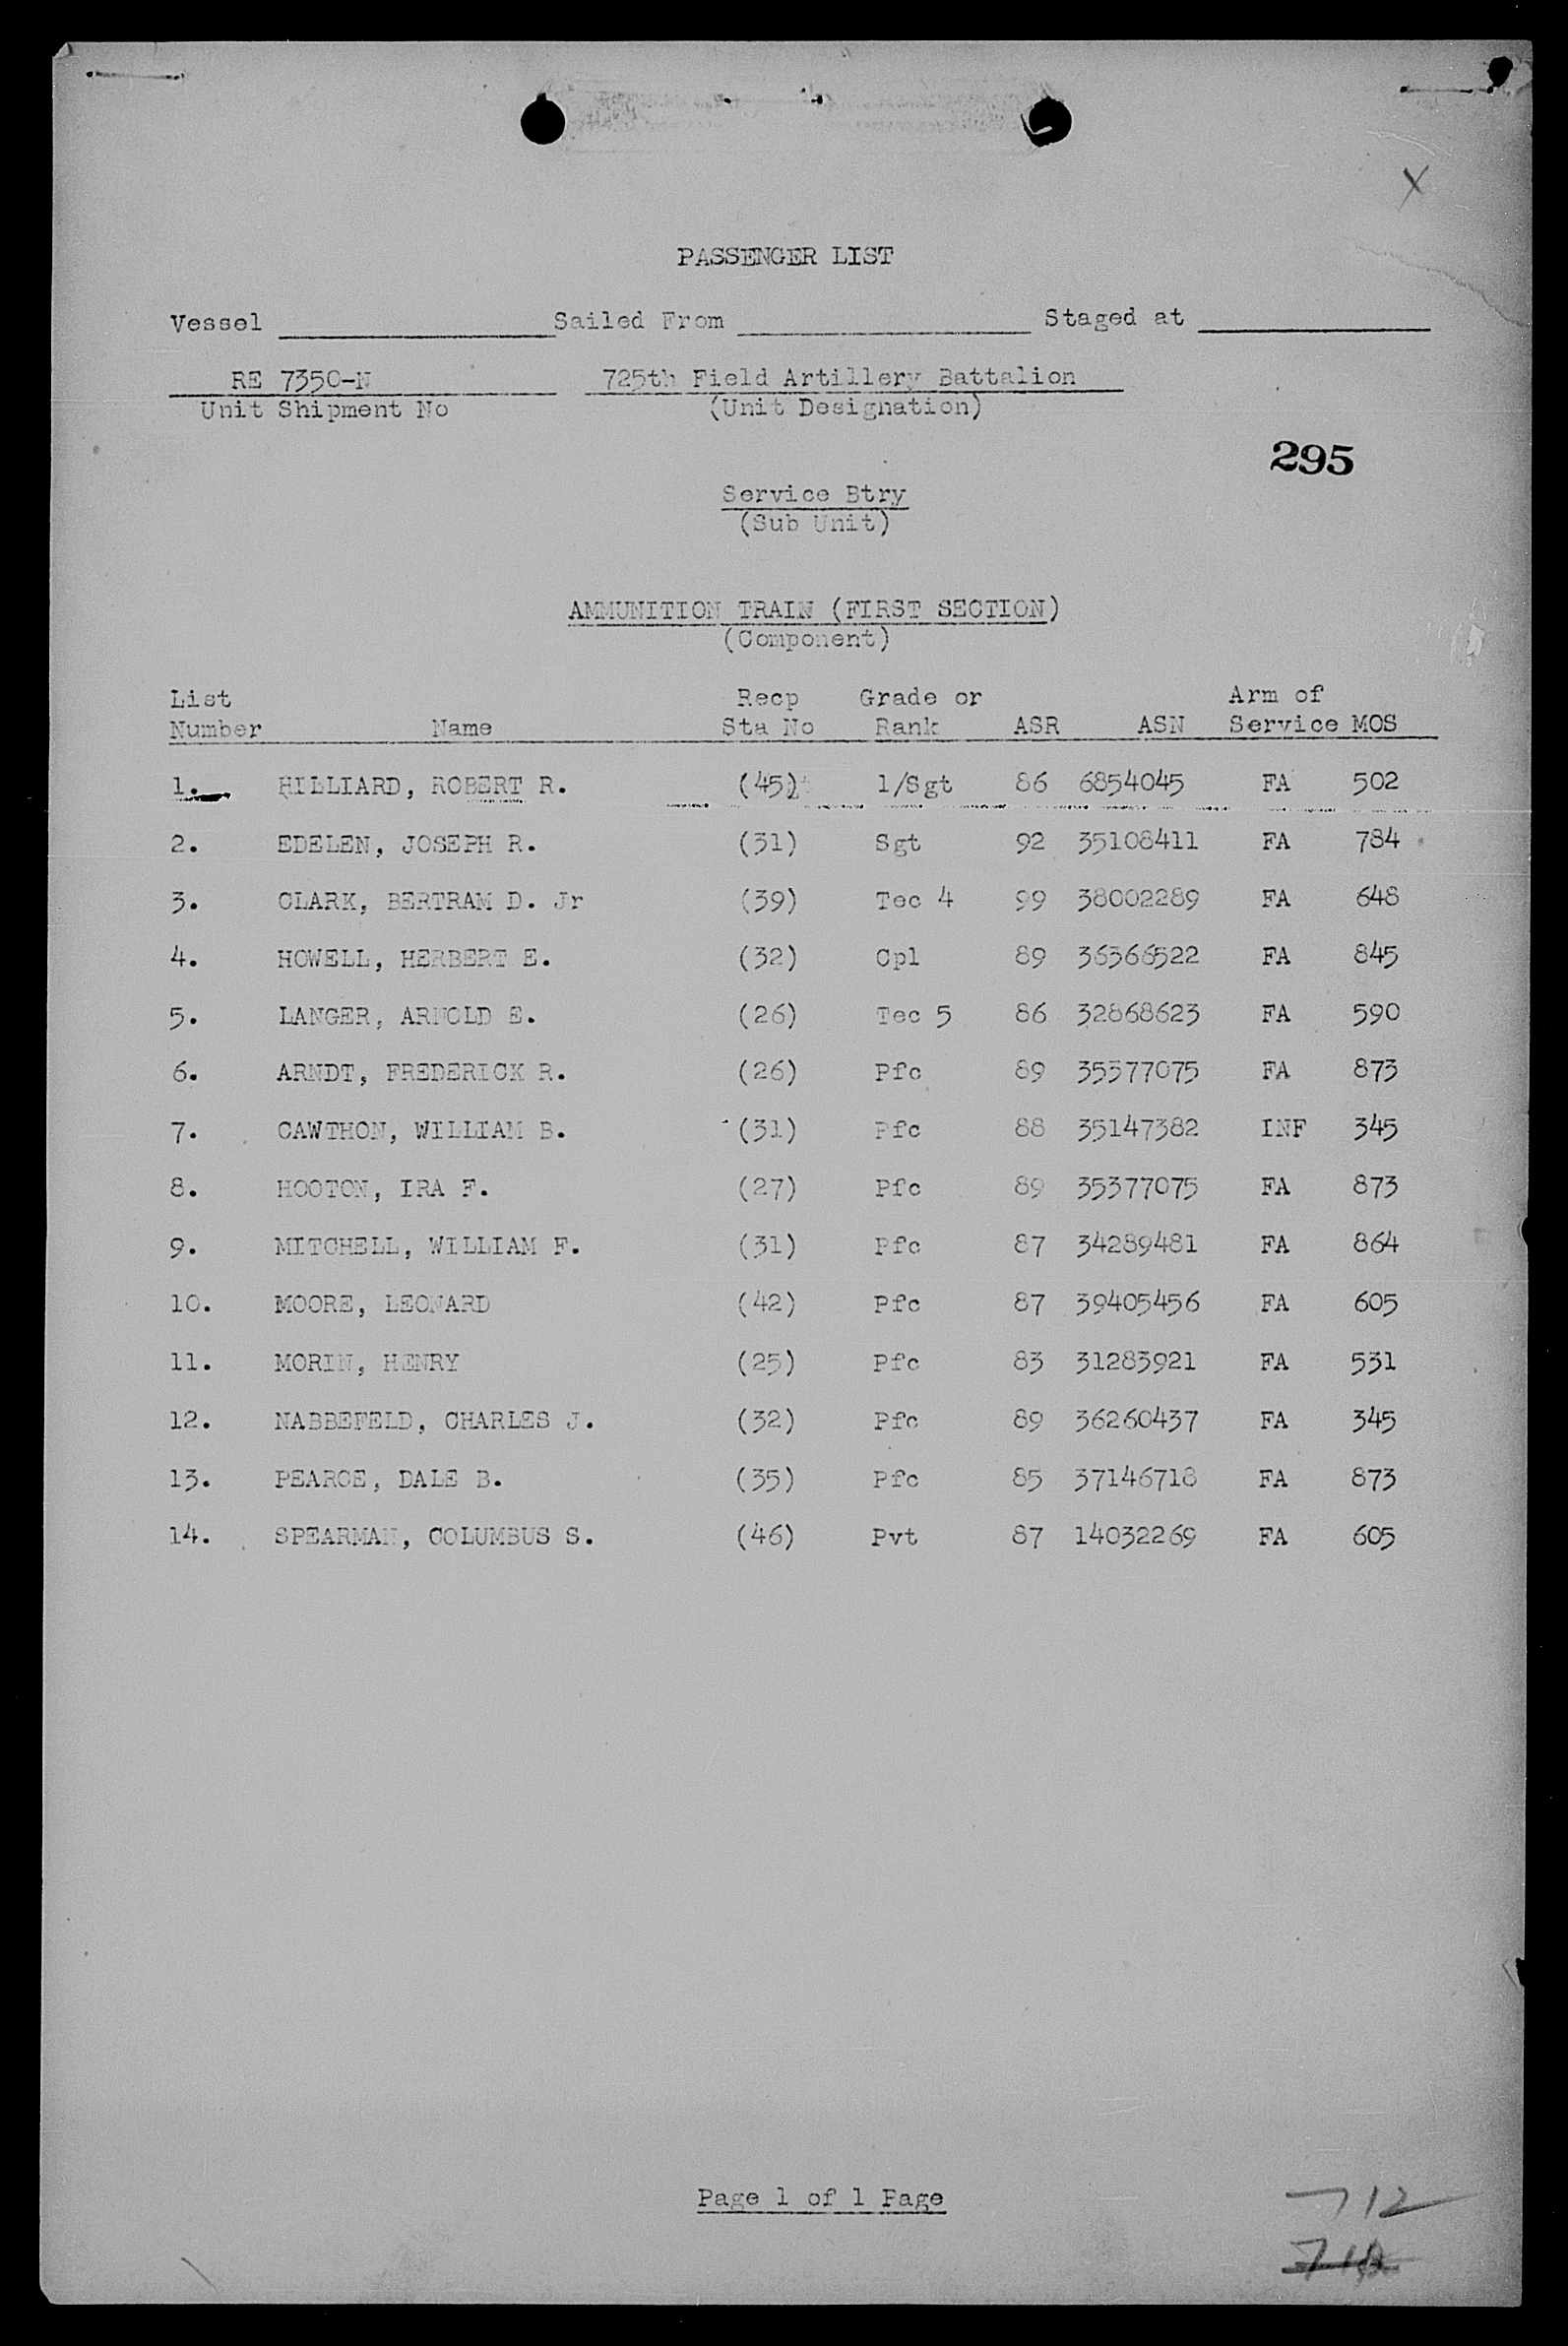 X
PASSENGER LIST
Vessel Sailed From Staged at
RE 7350-N 725th Field Artillery Battalion
Unit Shipment No (Unit Designation)
295
Service Btry
(Sub Unit)
AMMUNITION TRAIN (FIRST SECTION)
(Component)
List Recp Grade or Arm of
Number Name Sta No Rank ASR ASN Service MOS
1. HILLIARD, ROBERT R. (45) 1/Sgt 86 6854045 FA 502
2. EDELEN, JOSEPH R. (31) Sgt 92 35108411 FA 784
3. CLARK, BERTRAM D. Jr (39) Tec 4 99 38002289 FA 648
4. HOWELL, HERBERT E. (32) Cpl 89 36366522 FA 845
5. LANGER, ARNOLD E. (26) Tec 5 86 32868623 FA 590
6. ARNDT, FREDERICK R. (26) Pfc 89 35377075 FA 873
7. CAWTHON, WILLIAM B. (31) Pfc 88 35147382 INF 345
8. HOOTON, IRA F. (27) Pfc 89 35377075 FA 873
9. MITCHELL, WILLIAM F. (31) Pfc 87 34289481 FA 864
10. MOORE, LEONARD (42) Pfc 87 39405456 FA 605
11. MORIN, HENRY (25) Pfc 83 31283921 FA 531
12. NABBEFELD, CHARLES J. (32) Pfc 89 36260437 FA 345
13. PEARCE, DALE B. (35) Pfc 85 37146718 FA 873
14. SPEARMAN, COLUMBUS S. (46) Pvt 87 14032269 FA 605
Page 1 of 1 Page
712